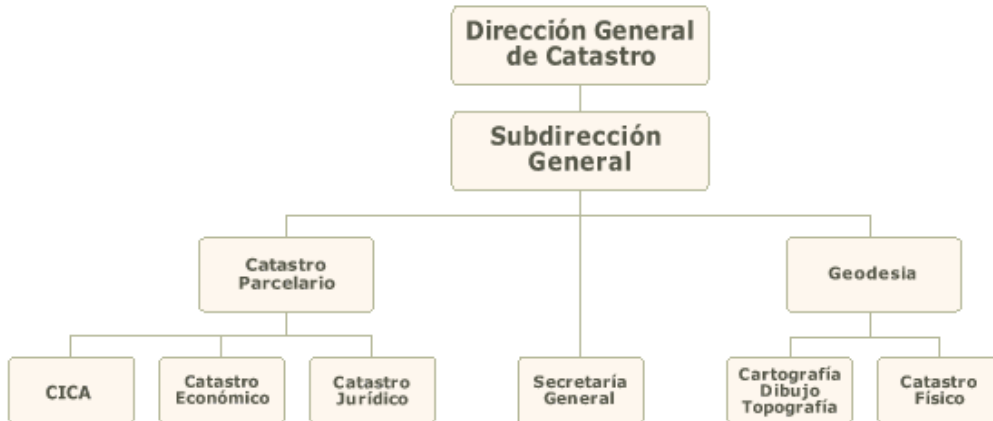 Dirección General
de Catastro
Subdirección
General
Catastro
Parcelario
Geodesia
CICA
Catastro
Económico
Catastro
Jurídico
Secretaría
General
Cartografía
Dibujo
Topografía
Catastro
Físico